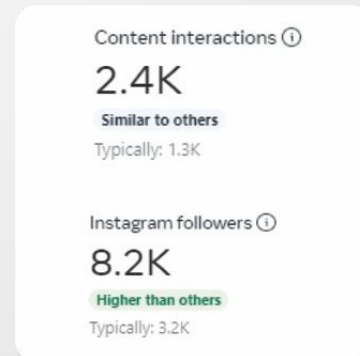 Content interactions
2.4K
Similar to others
Typically: 1.3K
Instagram followers
8.2K
Higher than others
Typically: 3.2K